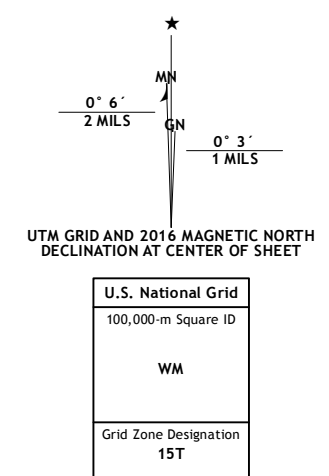 MN
0° 6´
2 MILS
GN
0° 3´
1 MILS
UTM GRID AND 2016 MAGNETIC NORTH
DECLINATION AT CENTER OF SHEET
U.S. National Grid
100,000-m Square ID
WM
Grid Zone Designation
15T